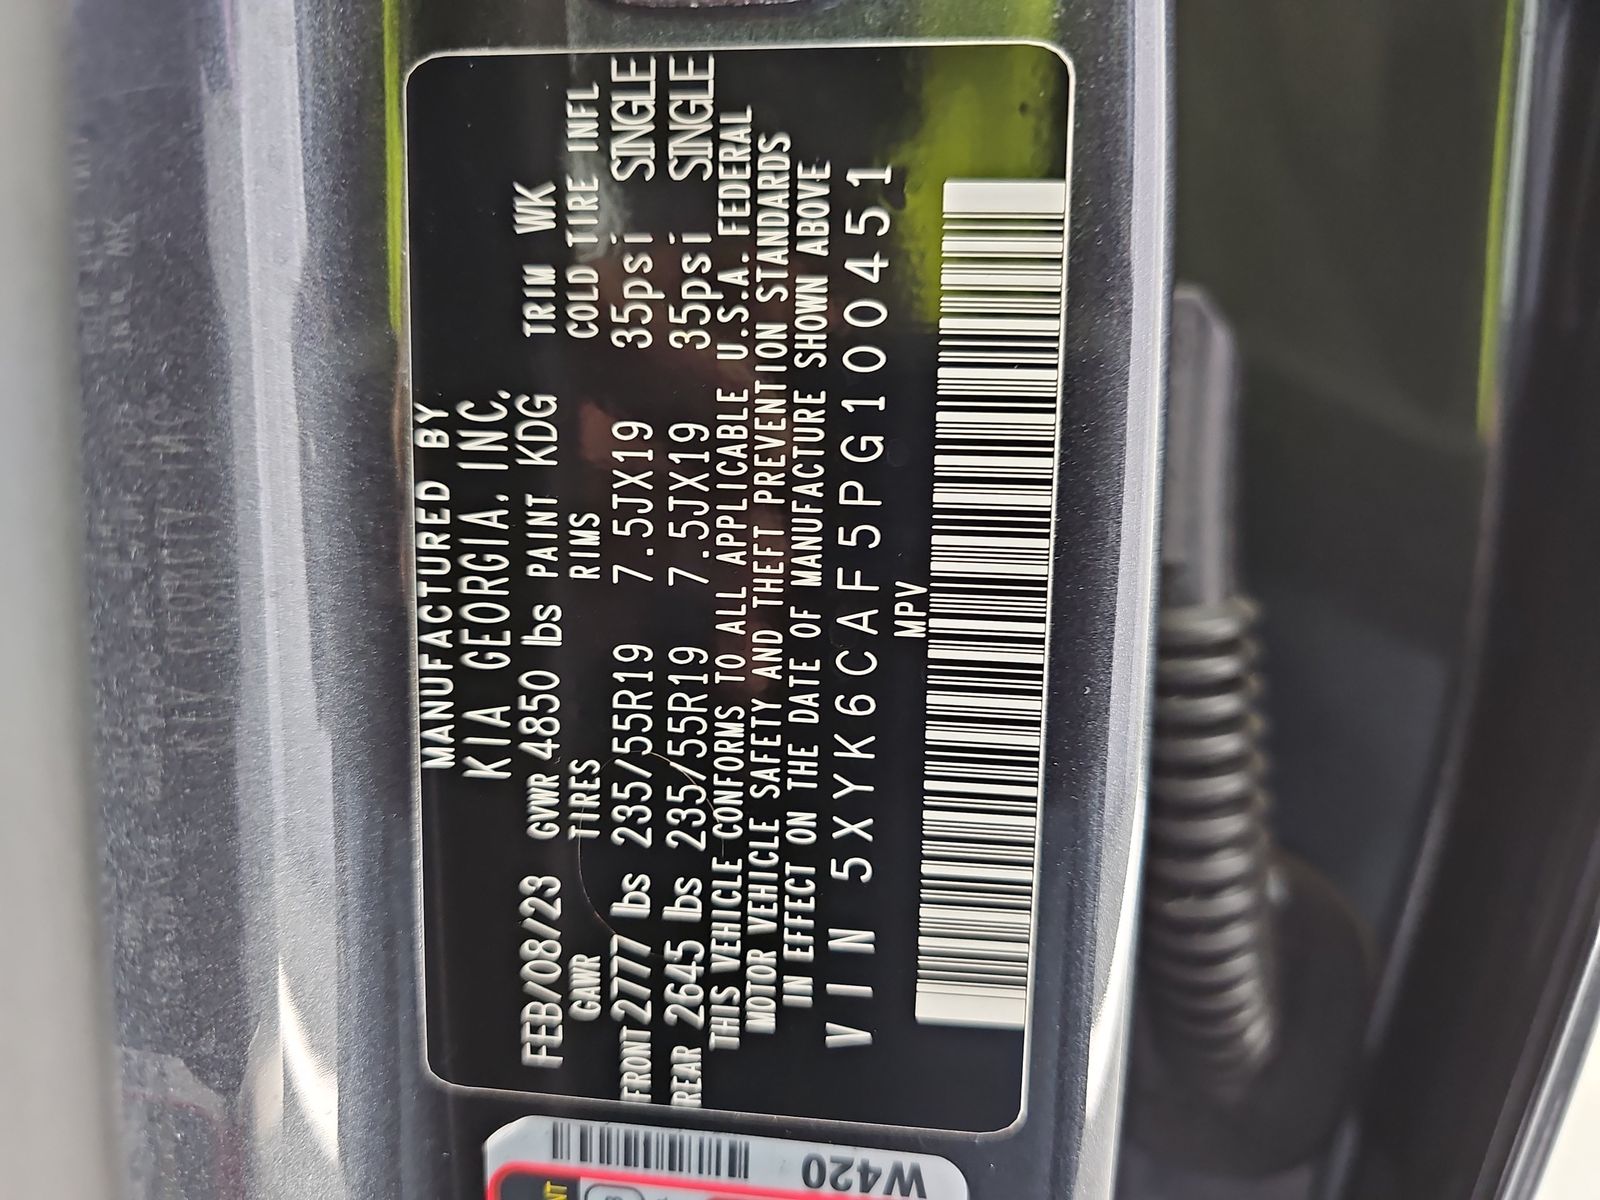 MANUFACTURED BY
KIA GEORGIA, INC.
FEB/08/23 GVWR 4850 lbs PAINT KDG TRIM WK
GAWR TIRES RIMS COLD TIRE INFL
FRONT 2777 lbs 235/55R19 7.5JX19 35psi SINGLE
REAR 2645 lbs 235/55R19 7.5JX19 35psi SINGLE
THIS VEHICLE CONFORMS TO ALL APPLICABLE U.S.A. FEDERAL
MOTOR VEHICLE SAFETY AND THEFT PREVENTION STANDARDS
IN EFFECT ON THE DATE OF MANUFACTURE SHOWN ABOVE
VIN 5XYK6CAF5PG100451
MPV
W420